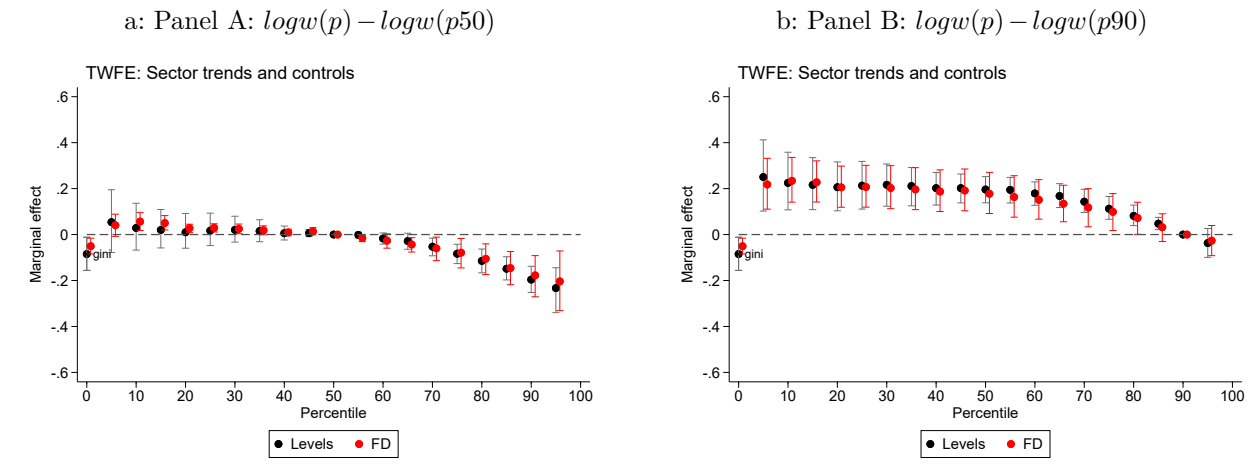 a: Panel A: logw(p) − logw(p50)
TWFE: Sector trends and controls
Marginal effect
.6
.4
.2
0
-.2
-.4
-.6
gini
0 10 20 30 40 50 60 70 80 90 100
Percentile
Levels FD
b: Panel B: logw(p) − logw(p90)
TWFE: Sector trends and controls
Marginal effect
.6
.4
.2
0
-.2
-.4
-.6
gini
0 10 20 30 40 50 60 70 80 90 100
Percentile
Levels FD